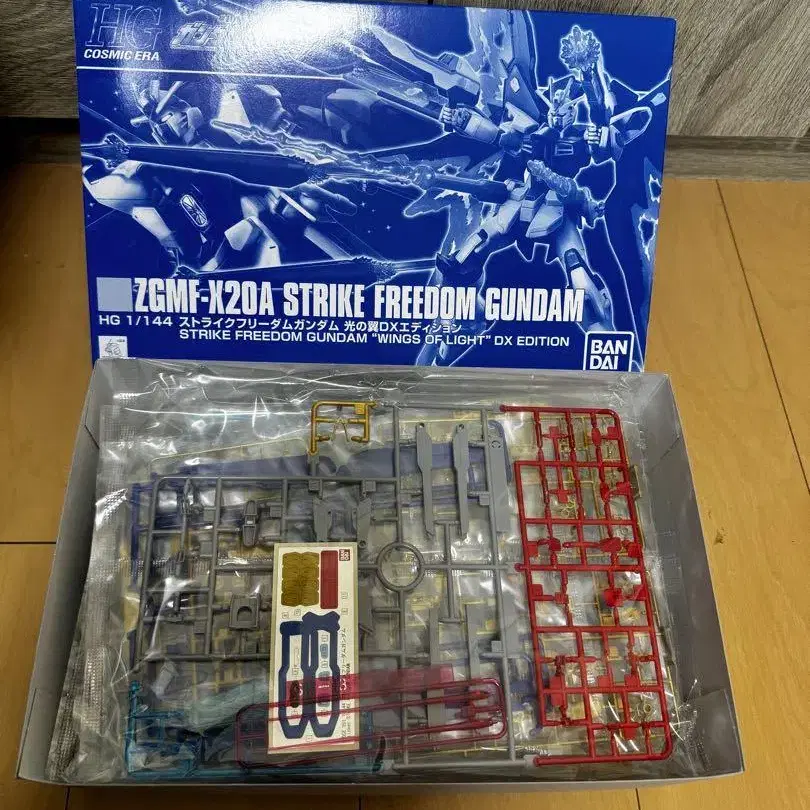 HG
COSMIC ERA
ZGMF-X20A STRIKE FREEDOM GUNDAM
HG 1/144 ストライクフリーダムガンダム 光の翼DXエディション
STRIKE FREEDOM GUNDAM "WINGS OF LIGHT" DX EDITION
BAN
DAI
BAN
DAI